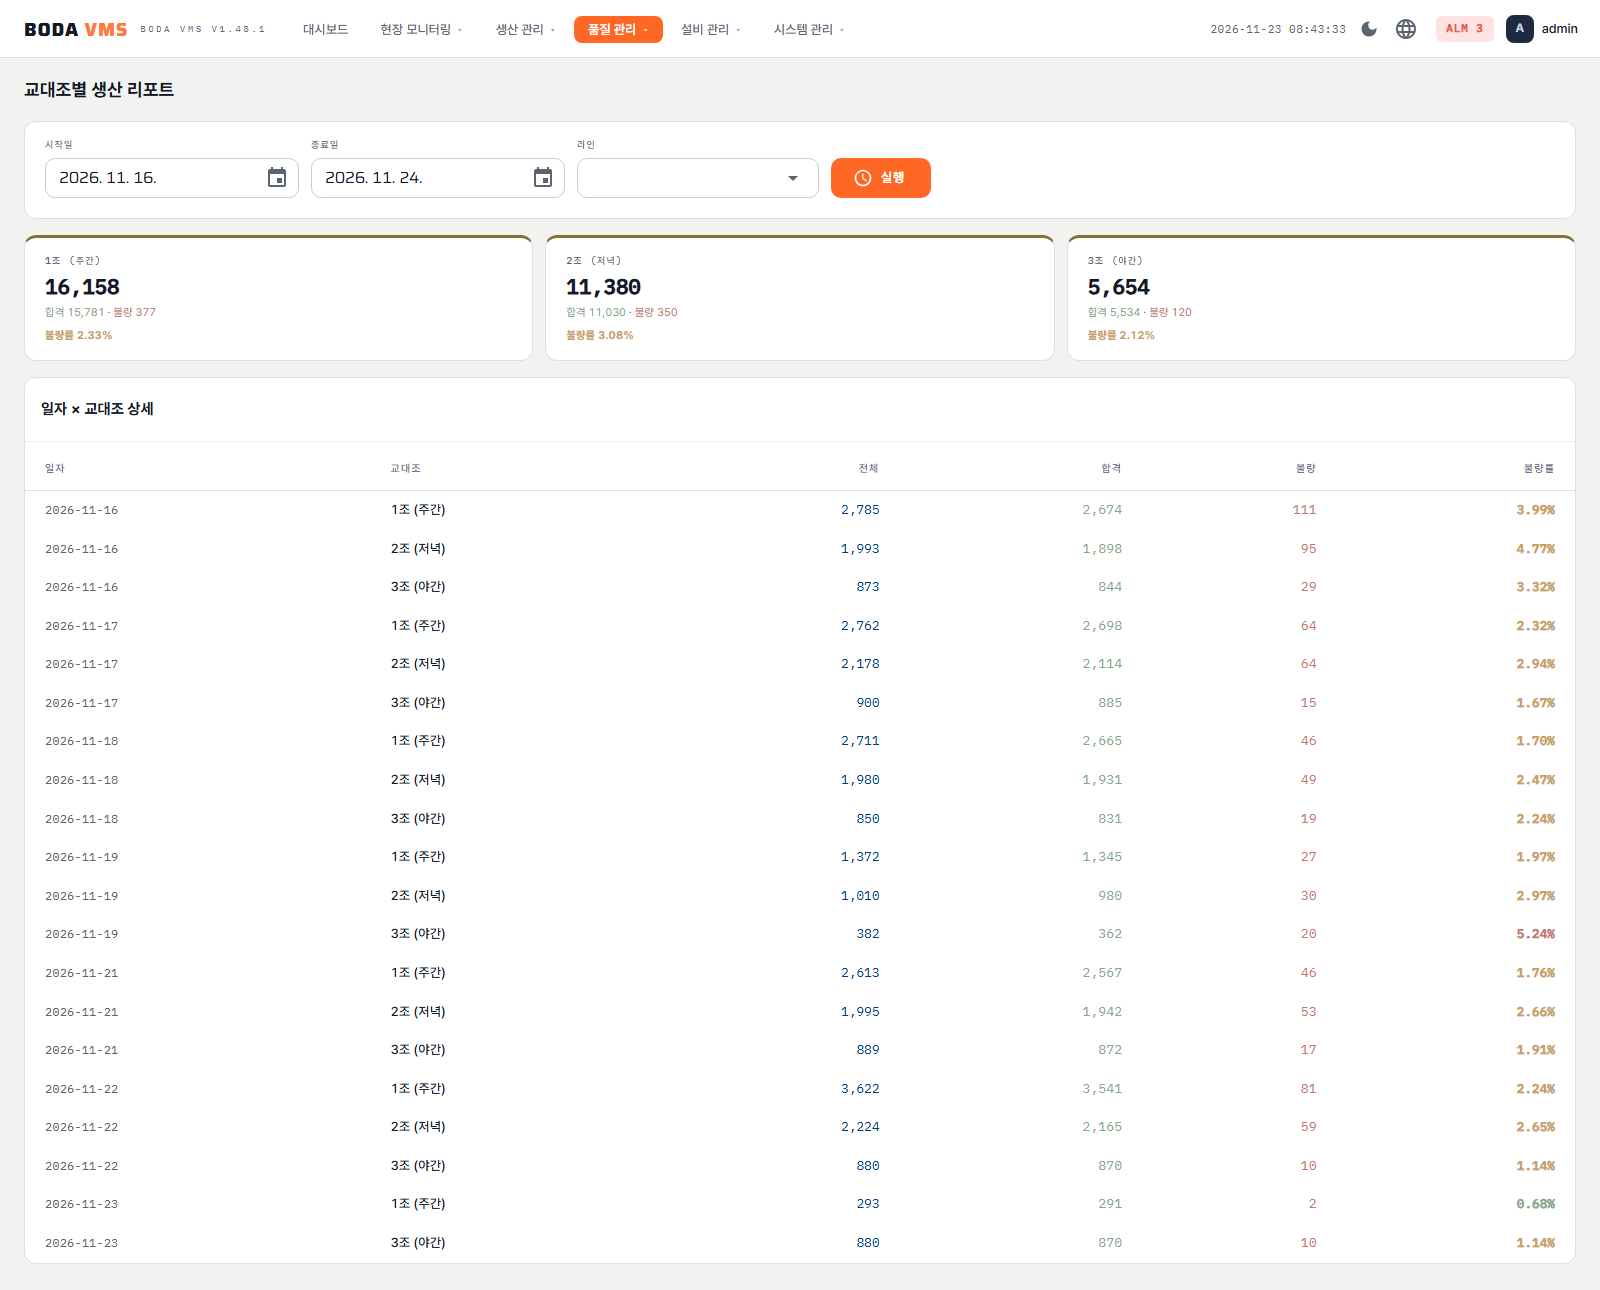 BODA VMS BODA VMS V1.48.1 대시보드 현장 모니터링 생산 관리 품질 관리 설비 관리 시스템 관리 2026-11-23 08:43:33 ALM 3 A admin
교대조별 생산 리포트
시작일 종료일 라인
2026. 11. 16. 2026. 11. 24. 실행
1조 (주간) 2조 (저녁) 3조 (야간)
16,158 11,380 5,654
합격 15,781 · 불량 377 합격 11,030 · 불량 350 합격 5,534 · 불량 120
불량률 2.33% 불량률 3.08% 불량률 2.12%
일자 × 교대조 상세
일자 교대조 전체 합격 불량 불량률
2026-11-16 1조 (주간) 2,785 2,674 111 3.99%
2026-11-16 2조 (저녁) 1,993 1,898 95 4.77%
2026-11-16 3조 (야간) 873 844 29 3.32%
2026-11-17 1조 (주간) 2,762 2,698 64 2.32%
2026-11-17 2조 (저녁) 2,178 2,114 64 2.94%
2026-11-17 3조 (야간) 900 885 15 1.67%
2026-11-18 1조 (주간) 2,711 2,665 46 1.70%
2026-11-18 2조 (저녁) 1,980 1,931 49 2.47%
2026-11-18 3조 (야간) 850 831 19 2.24%
2026-11-19 1조 (주간) 1,372 1,345 27 1.97%
2026-11-19 2조 (저녁) 1,010 980 30 2.97%
2026-11-19 3조 (야간) 382 362 20 5.24%
2026-11-21 1조 (주간) 2,613 2,567 46 1.76%
2026-11-21 2조 (저녁) 1,995 1,942 53 2.66%
2026-11-21 3조 (야간) 889 872 17 1.91%
2026-11-22 1조 (주간) 3,622 3,541 81 2.24%
2026-11-22 2조 (저녁) 2,224 2,165 59 2.65%
2026-11-22 3조 (야간) 880 870 10 1.14%
2026-11-23 1조 (주간) 293 291 2 0.68%
2026-11-23 3조 (야간) 880 870 10 1.14%